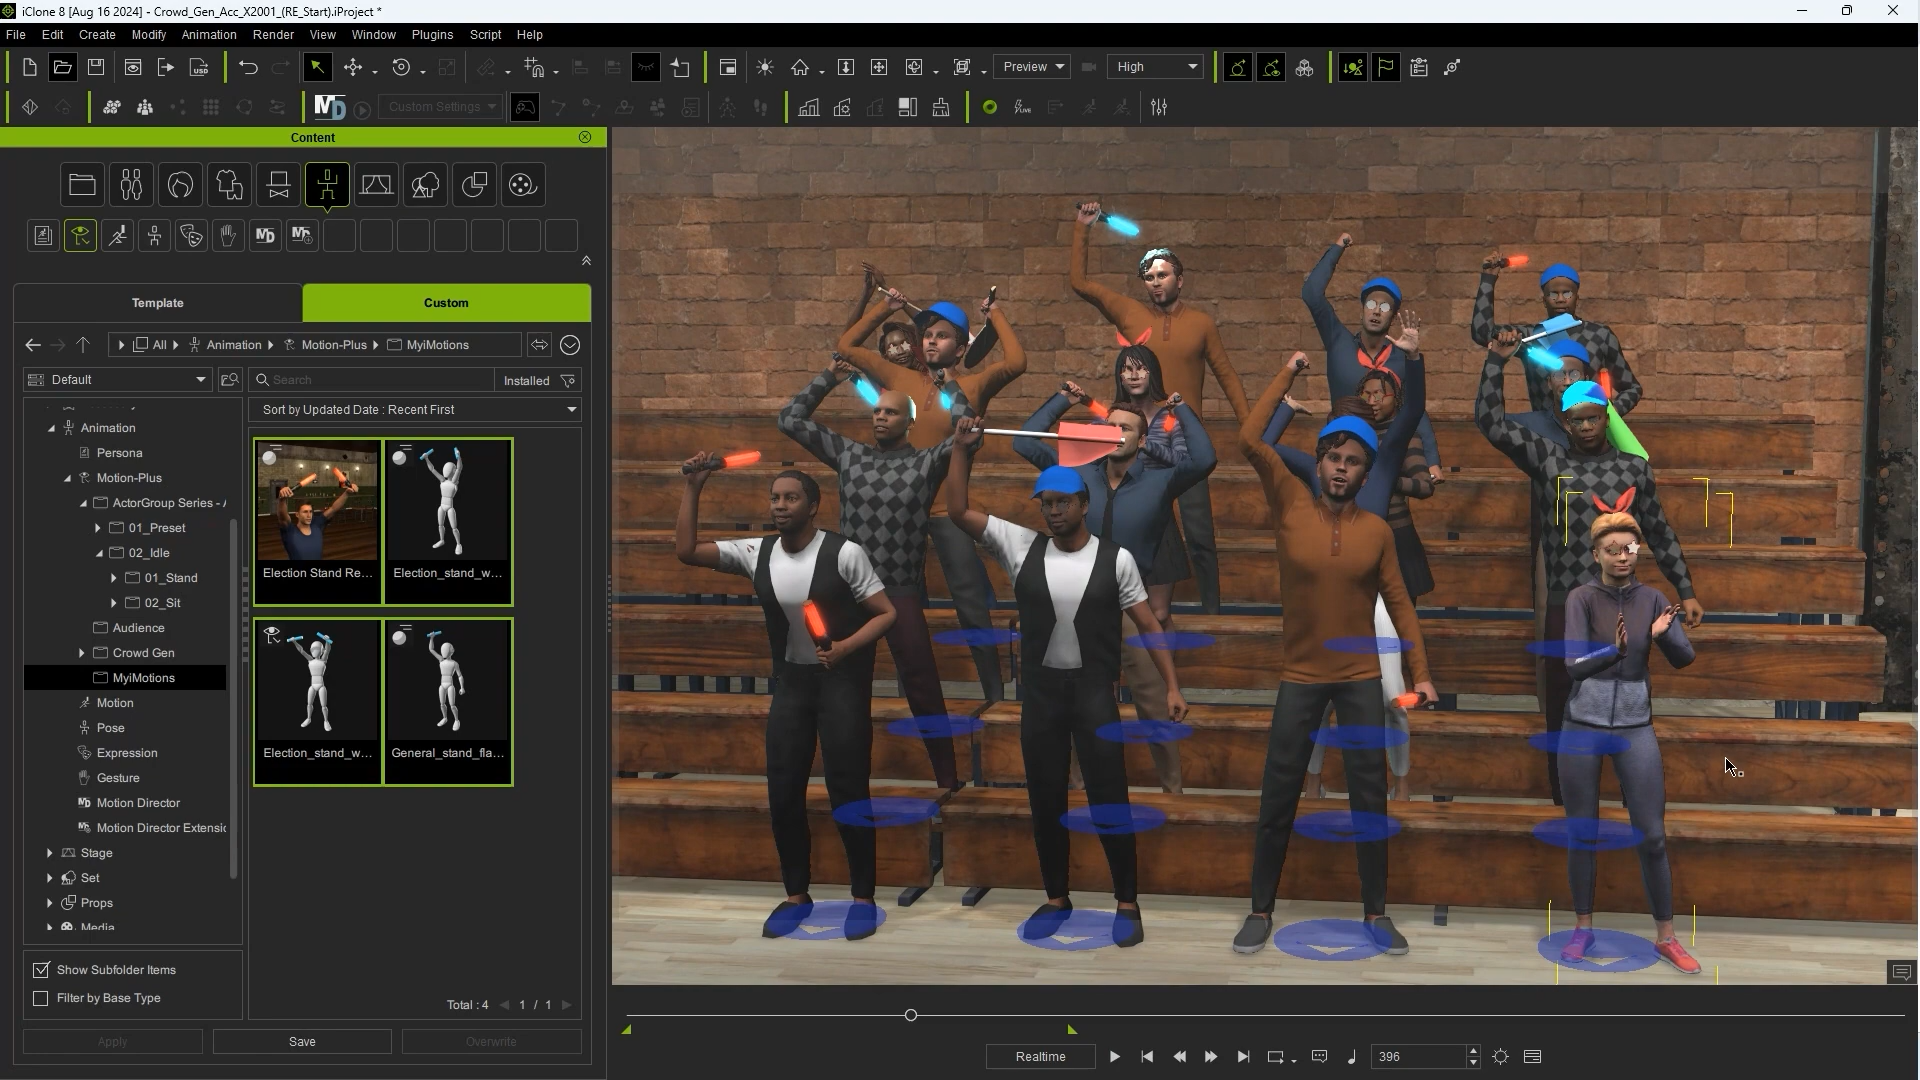 iClone 8 [Aug 16 2024] - Crowd_Gen_Acc_X2001_(RE_Start).iProject *
File Edit Create Modify Animation Render View Window Plugins Script Help
Preview High
MD Custom Settings
LIVE
Content
MD
Template Custom
All Animation Motion-Plus MyiMotions
Default Search Installed
Sort by Updated Date : Recent First
Animation
Persona
Motion-Plus
ActorGroup Series - 
01_Preset
02_Idle
01_Stand
02_Sit
Audience
Crowd Gen
MyiMotions
Motion
Pose
Expression
Gesture
Motion Director
Motion Director Extensi
Stage
Set
Props
Media
Election Stand Re... Election_stand_w...
Election_stand_w... General_stand_fla...
Show Subfolder Items
Filter by Base Type
Total : 4 1 / 1
Apply Save Overwrite
Realtime 396